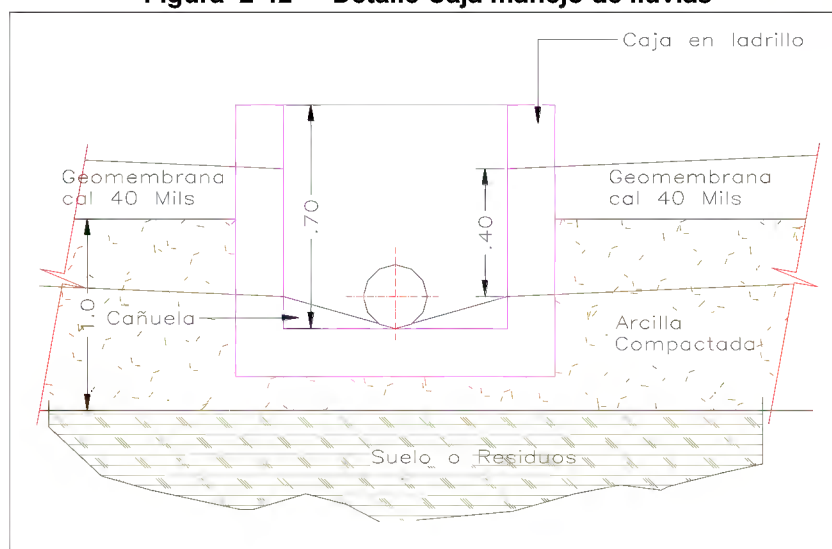 Figura 2-12 Detalle Caja manejo de lluvias
Caja en ladrillo
Geomembrana
cal 40 Mils
.70
.40
Geomembrana
cal 40 Mils
1.0
Cañuela
Arcilla
Compactada
Suelo o Residuos